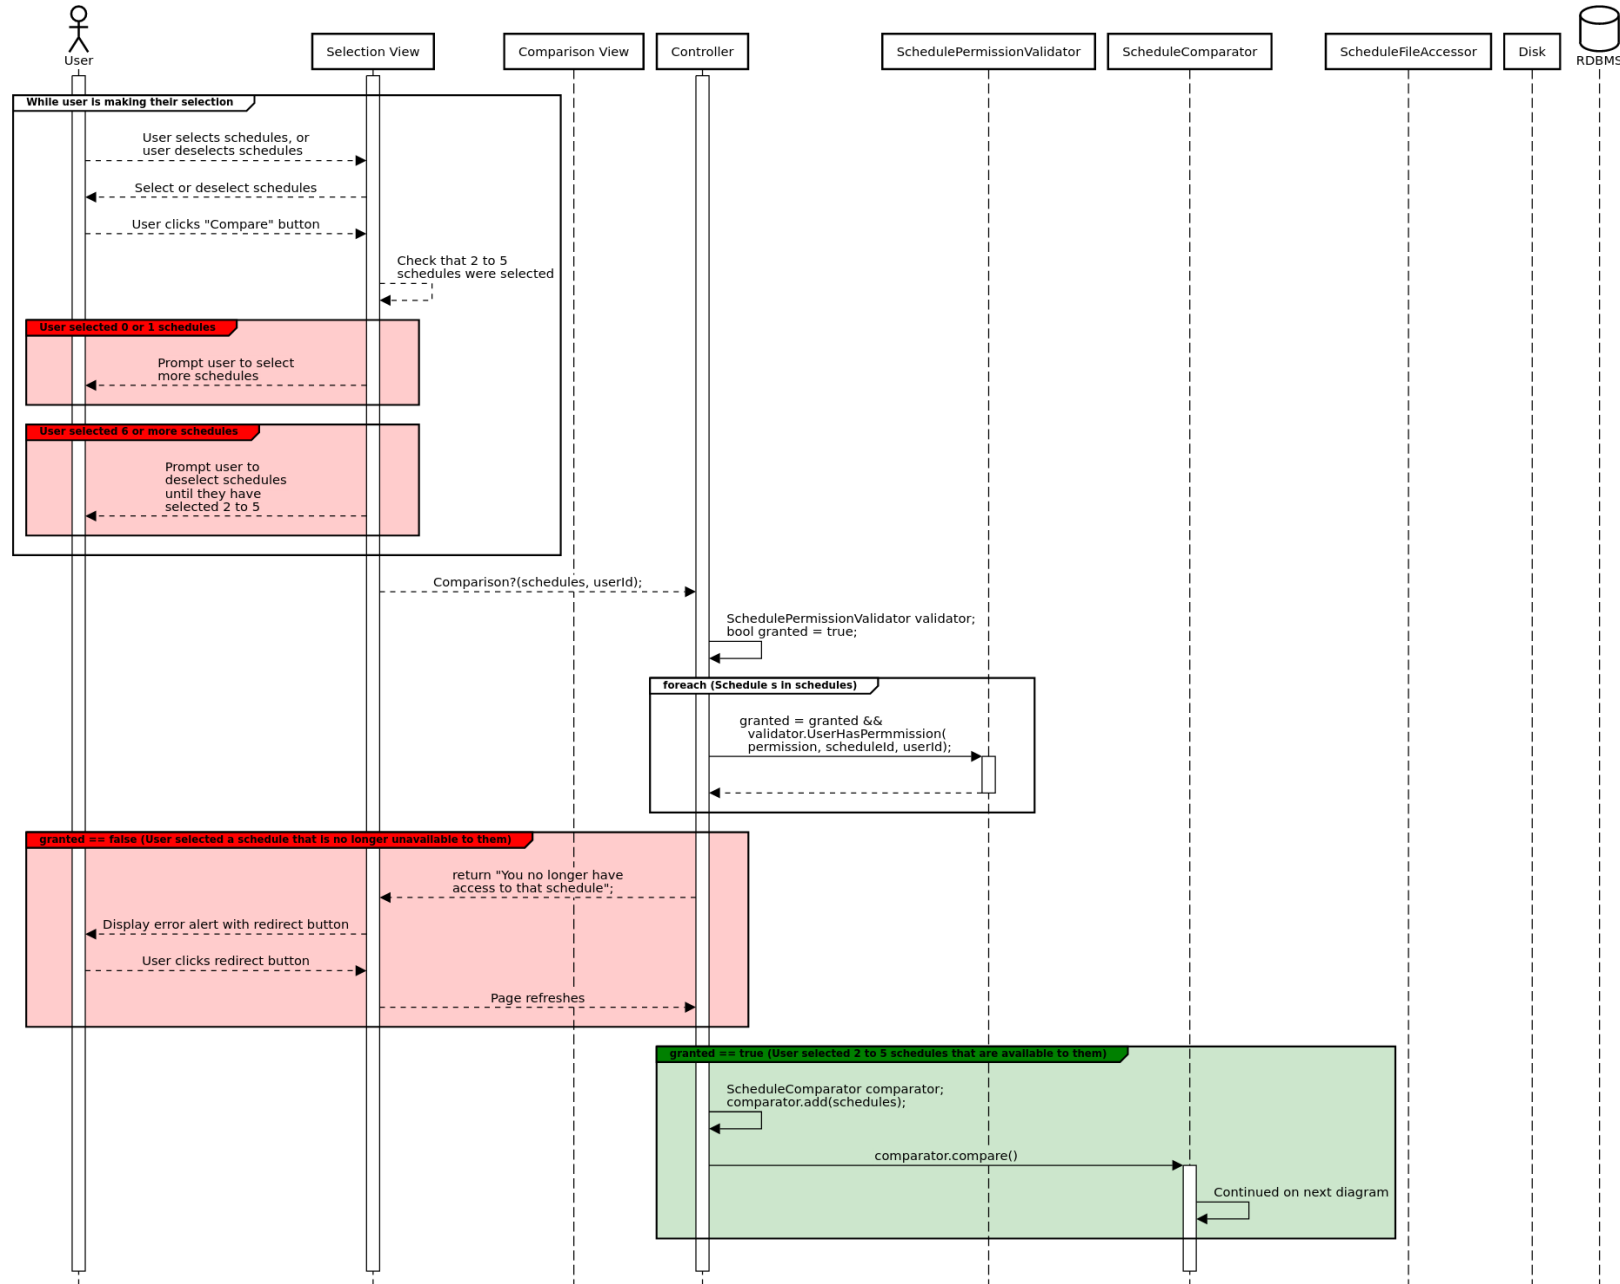 User
Selection View
Comparison View
Controller
SchedulePermissionValidator
ScheduleComparator
ScheduleFileAccessor
Disk
RDBMS
While user is making their selection
User selects schedules, or
user deselects schedules
Select or deselect schedules
User clicks "Compare" button
Check that 2 to 5
schedules were selected
User selected 0 or 1 schedules
Prompt user to select
more schedules
User selected 6 or more schedules
Prompt user to
deselect schedules
until they have
selected 2 to 5
Comparison?(schedules, userId);
SchedulePermissionValidator validator;
bool granted = true;
foreach (Schedule s in schedules)
granted = granted &&
validator.UserHasPermmission(
permission, scheduleId, userId);
granted == false (User selected a schedule that is no longer unavailable to them)
return "You no longer have
access to that schedule";
Display error alert with redirect button
User clicks redirect button
Page refreshes
granted == true (User selected 2 to 5 schedules that are available to them)
ScheduleComparator comparator;
comparator.add(schedules);
comparator.compare()
Continued on next diagram